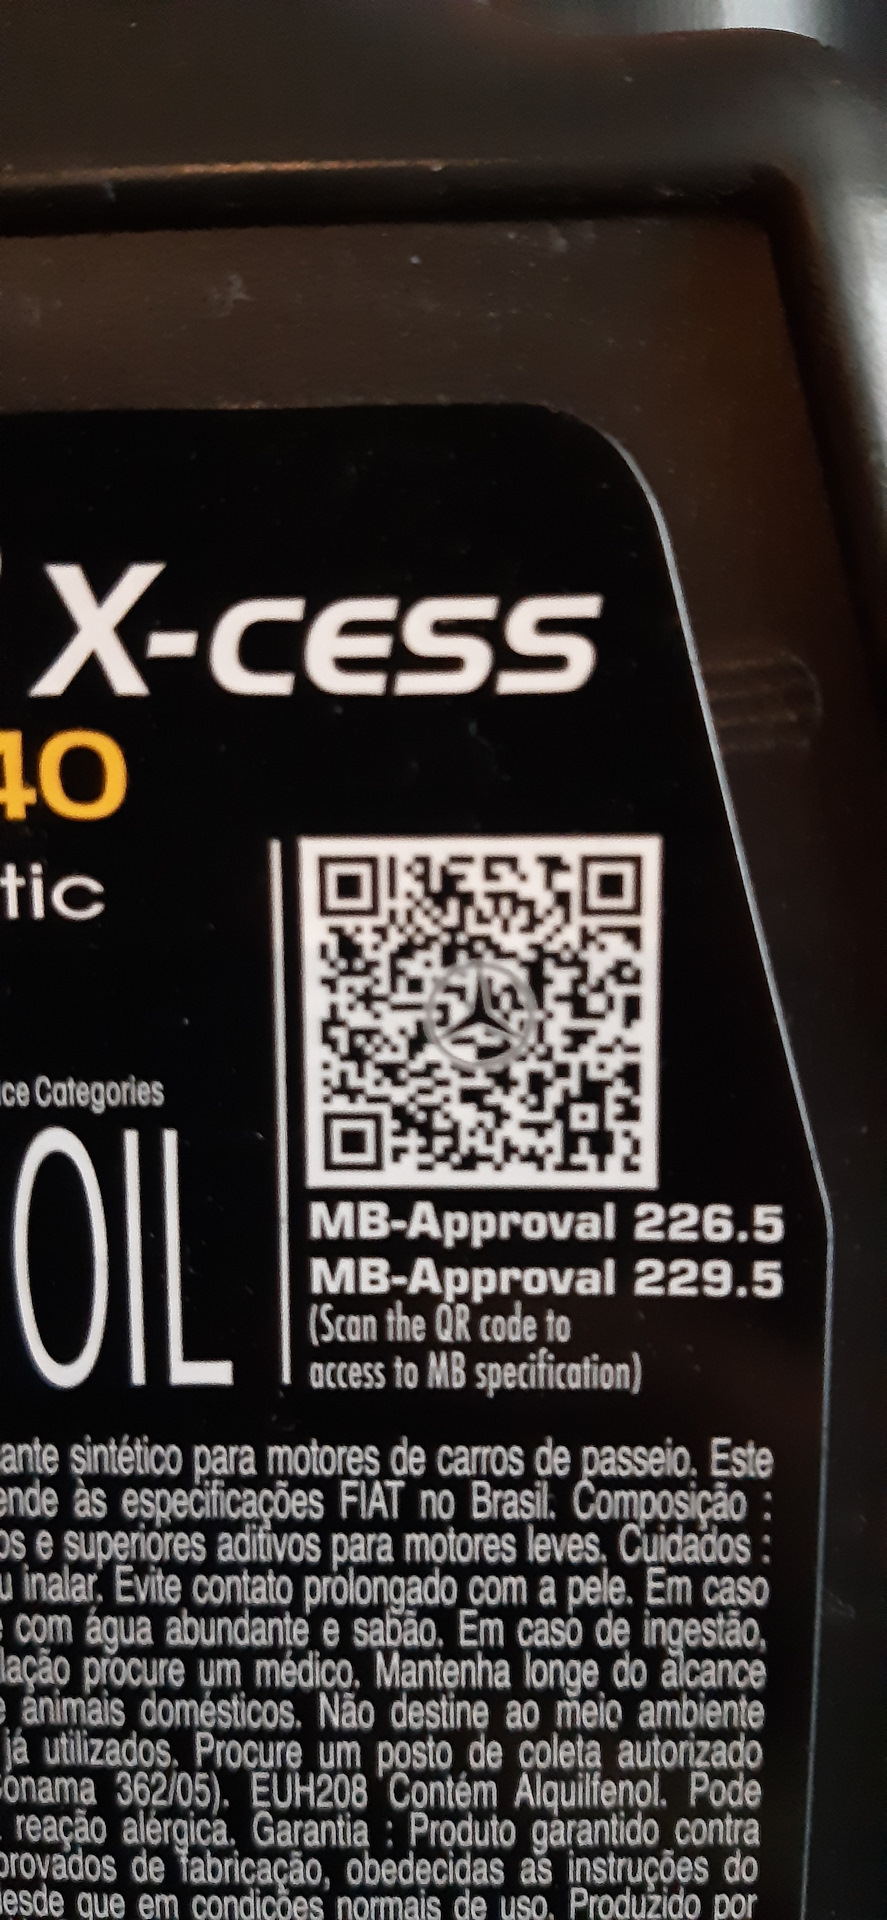 X-cess
40
tic
ce Categories
OIL
MB-Approval 226.5
MB-Approval 229.5
(Scan the QR code to
access to MB specification)
ante sintético para motores de carros de passeio. Este
ende às especificações FIAT no Brasil. Composição :
os e superiores aditivos para motores leves. Cuidados :
u inalar. Evite contato prolongado com a pele. Em caso
com água abundante e sabão. Em caso de ingestão,
lação procure um médico. Mantenha longe do alcance
e animais domésticos. Não destine ao meio ambiente
já utilizados. Procure um posto de coleta autorizado
onama 362/05). EUH208 Contém Alquilfenol. Pode
reação alérgica. Garantia : Produto garantido contra
provados de fabricação, obedecidas as instruções do
desde que em condições normais de uso. Produzido por